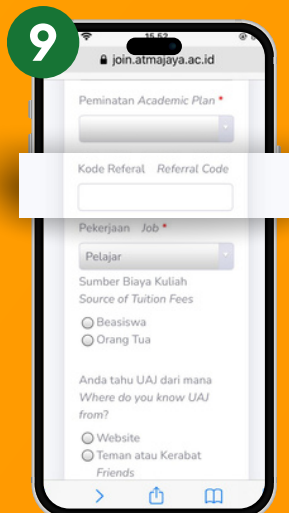 9
15.52
join.atmajaya.ac.id
Peminatan Academic Plan *
Kode Referal Referral Code
Pekerjaan Job *
Pelajar
Sumber Biaya Kuliah
Source of Tuition Fees
Beasiswa
Orang Tua
Anda tahu UAJ dari mana
Where do you know UAJ
from?
Website
Teman atau Kerabat
Friends